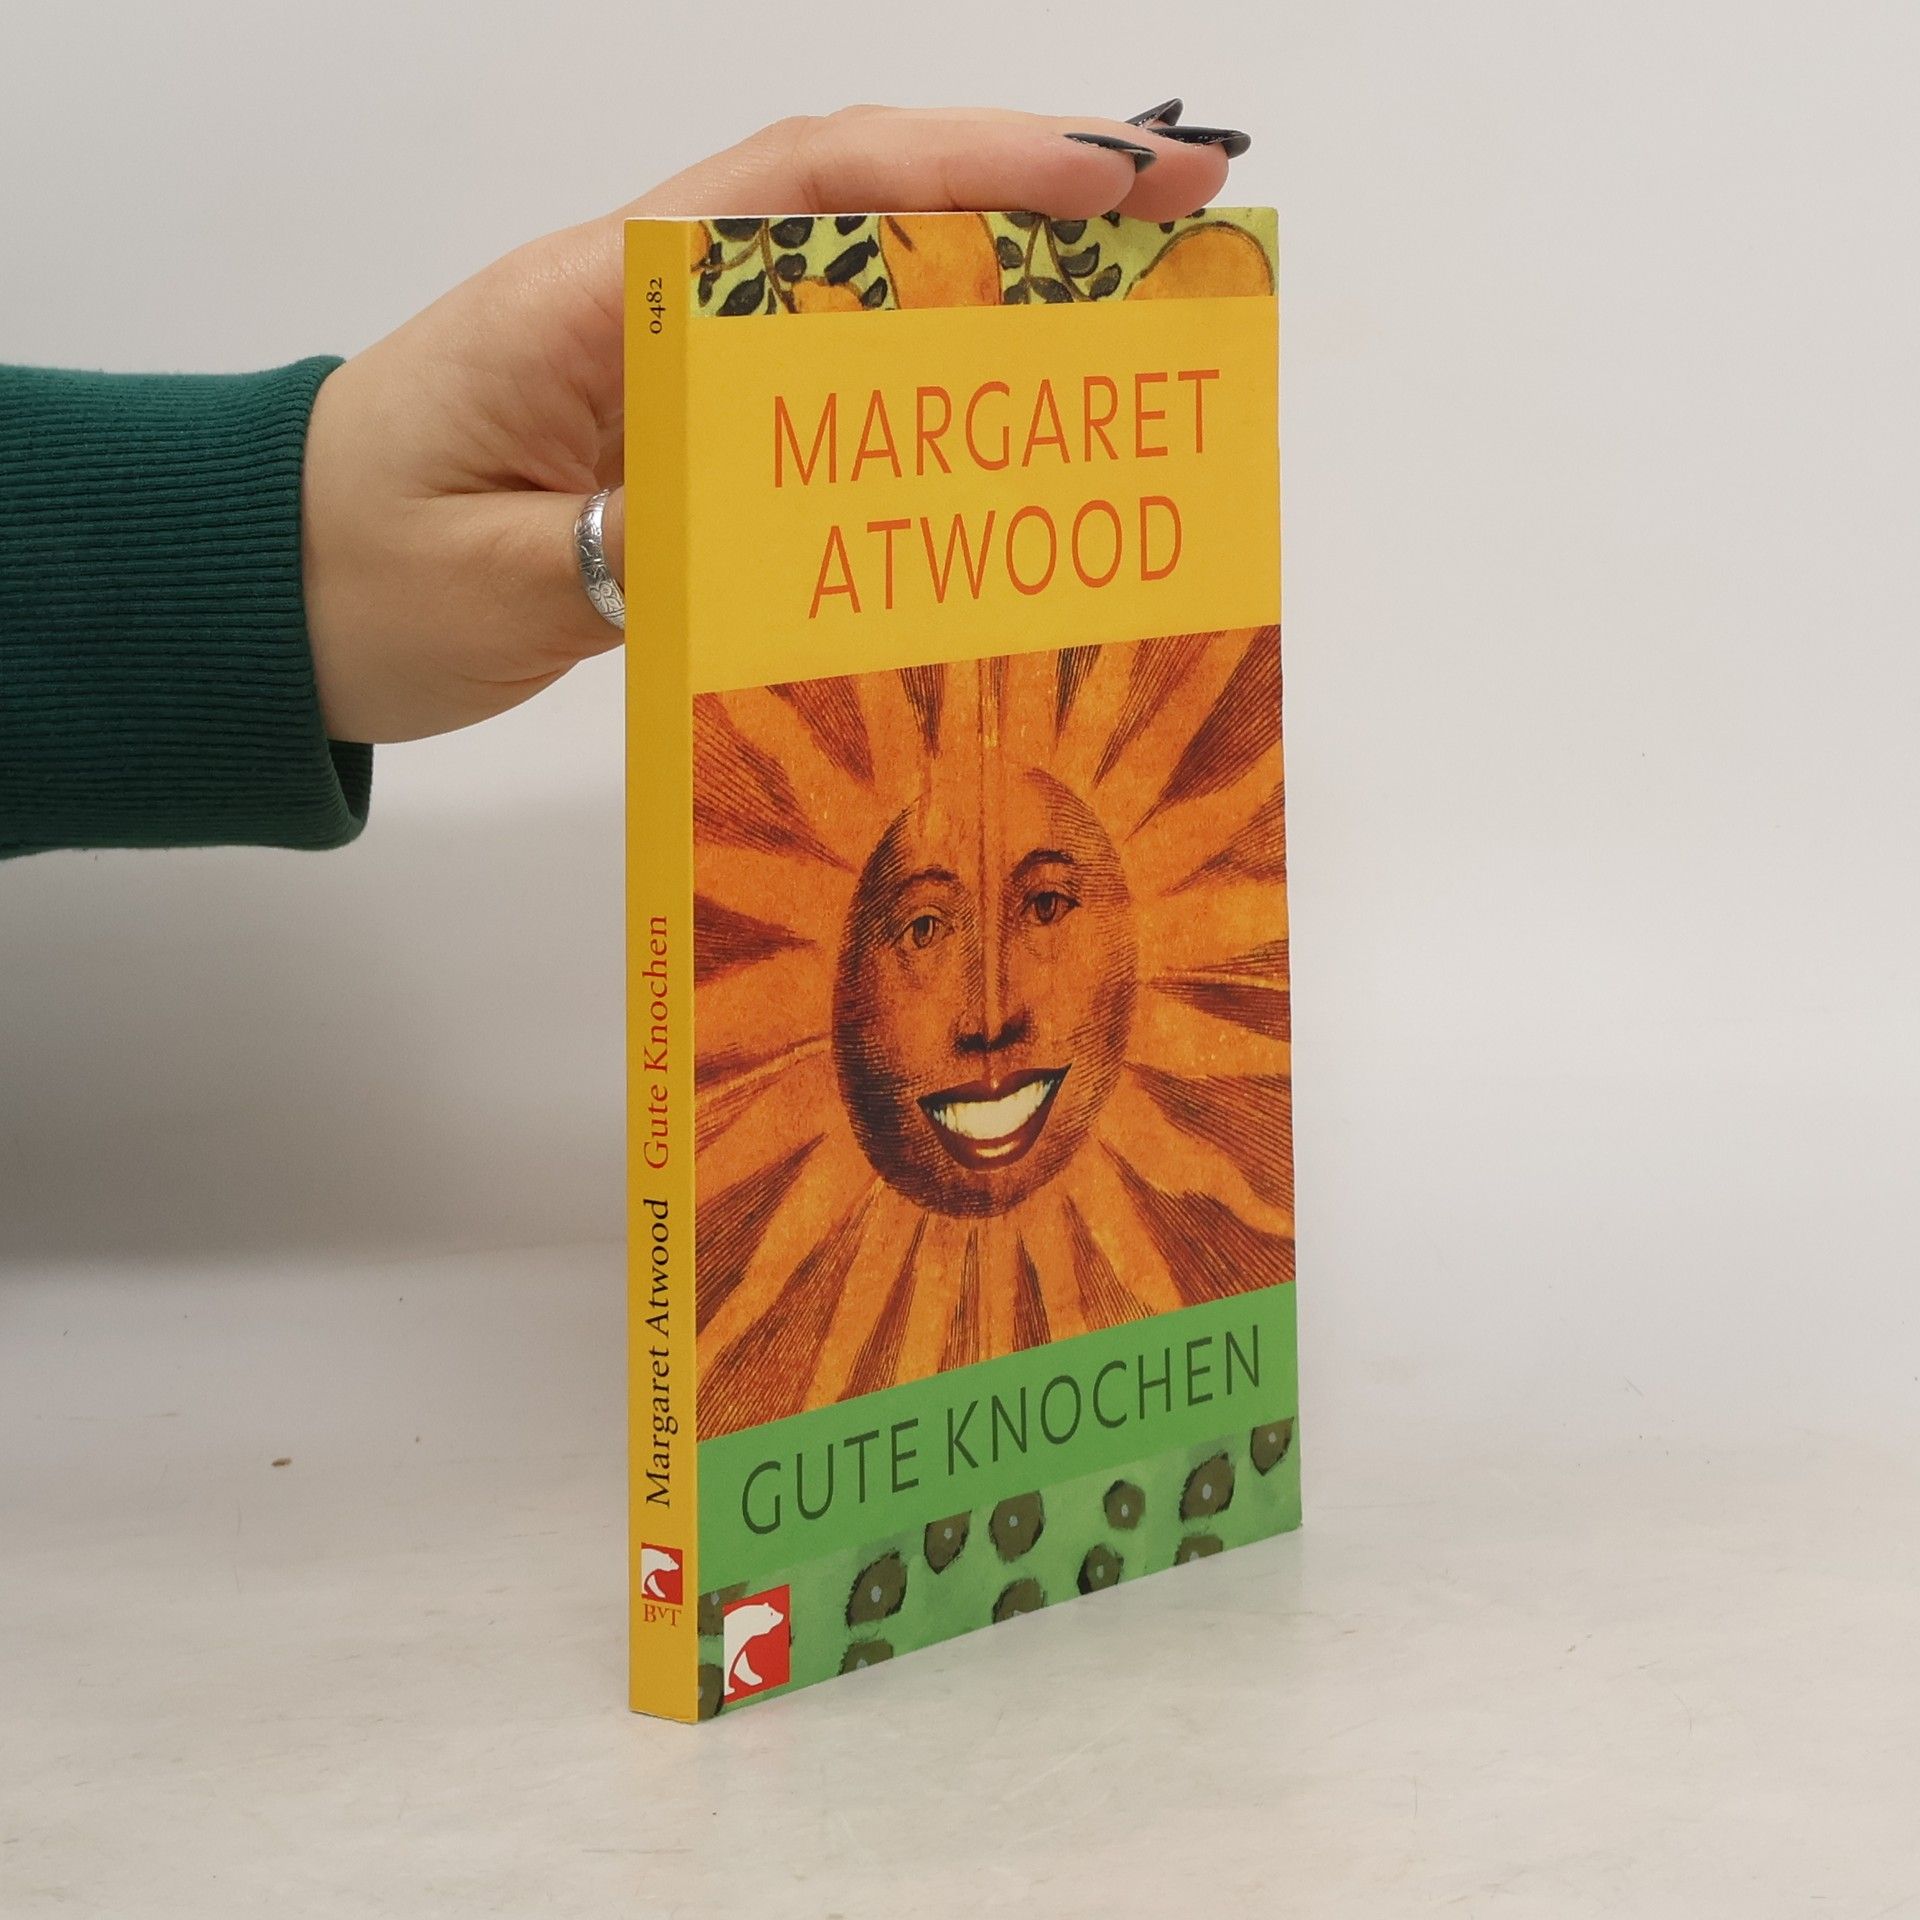 0482
Margaret Atwood Gute Knochen
BvT
MARGARET
ATWOOD
GUTE KNOCHEN